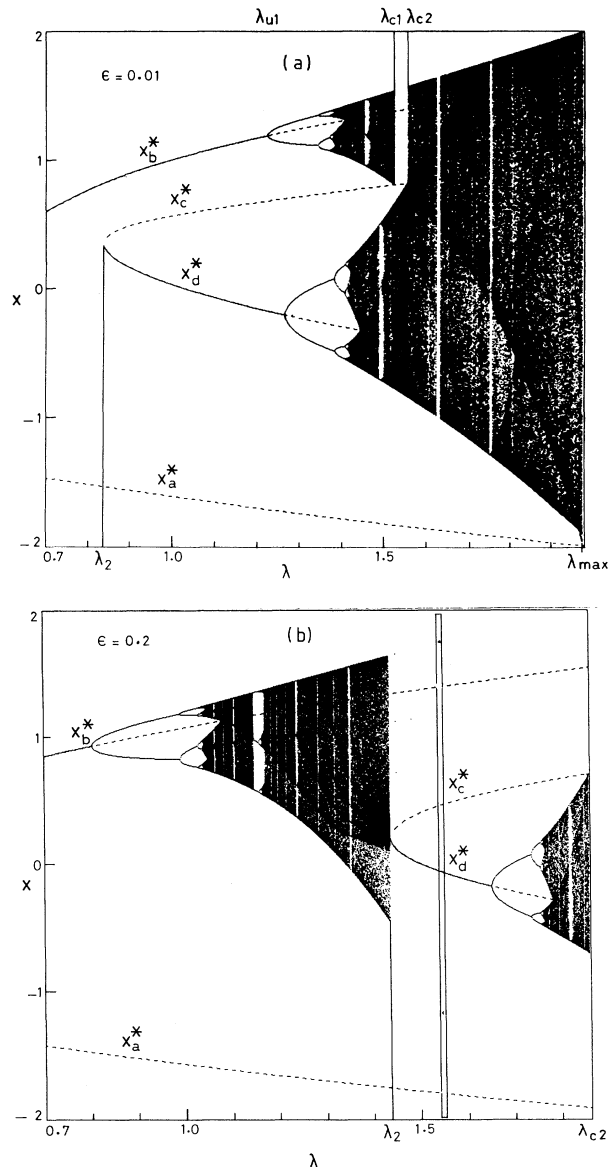 λu1 λc1 λc2
2
(a)
ϵ = 0.01
x*b
1
x*c
x*d
0
x
-1
x*a
-2
0.7 λ2 1.0 1.5 λmax
λ
2
(b)
ϵ = 0.2
x*b
1
x*c
x*d
0
x
-1
x*a
-2
0.7 1.0 λ2 1.5 λc2
λ